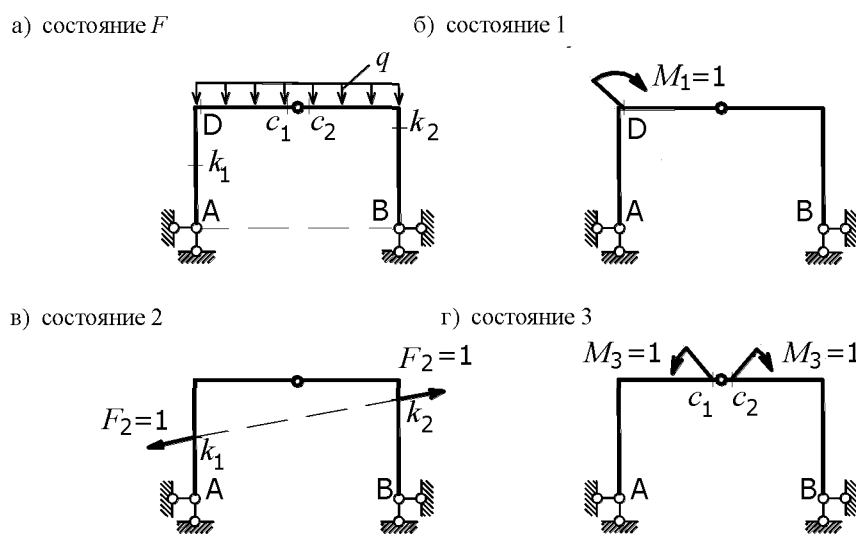 а) состояние F
б) состояние 1
q
M₁=1
D
c₁
c₂
k₂
D
k₁
A
B
A
B
в) состояние 2
г) состояние 3
F₂=1
M₃=1
M₃=1
F₂=1
k₂
c₁
c₂
k₁
A
B
A
B